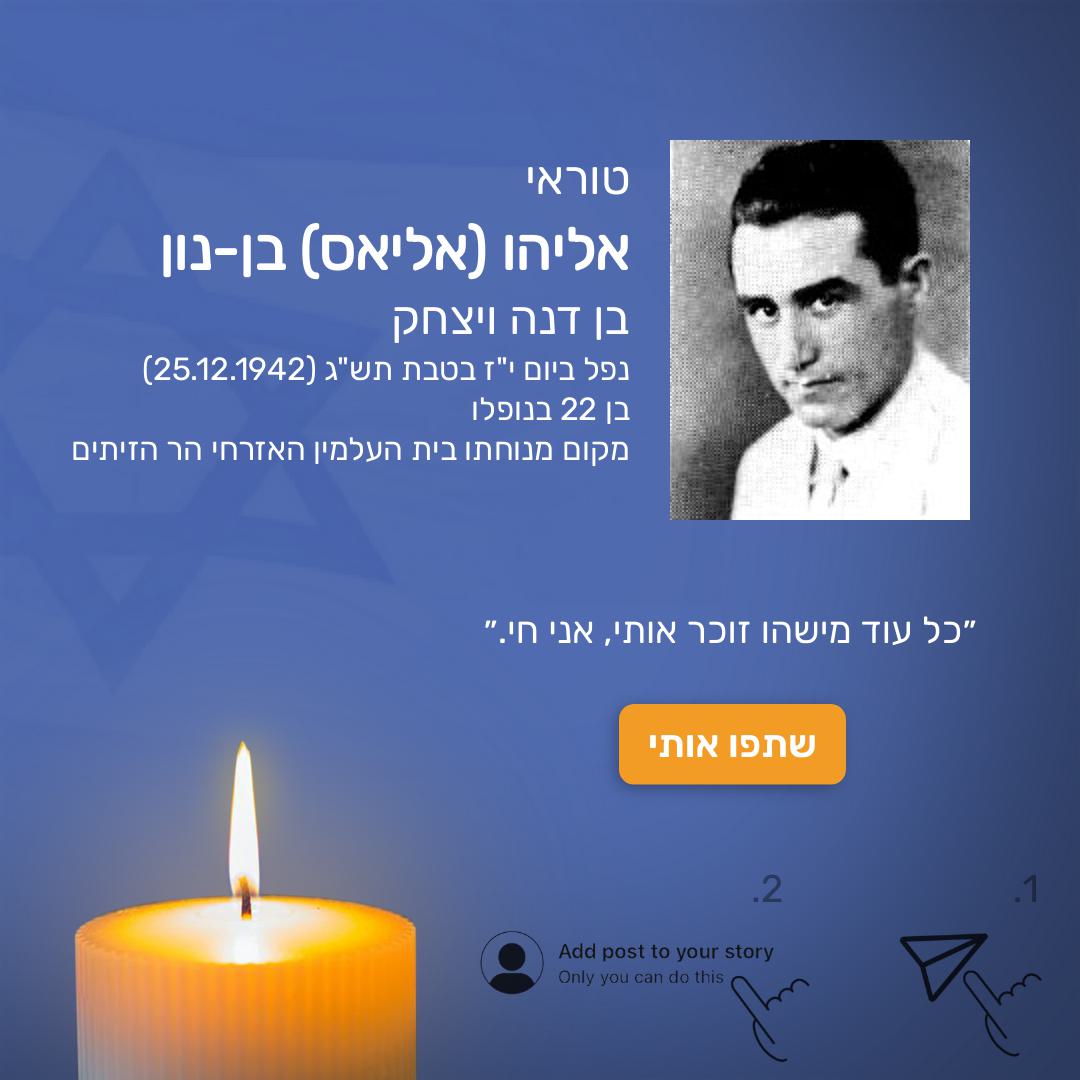 טוראי
אליהו (אליאס) בן-נון
בן דנה ויצחק
נפל ביום י"ז בטבת תש"ג (25.12.1942)
בן 22 בנופלו
מקום מנוחתו בית העלמין האזרחי הר הזיתים
״כל עוד מישהו זוכר אותי, אני חי.״
שתפו אותי
1.
2.
Add post to your story
Only you can do this